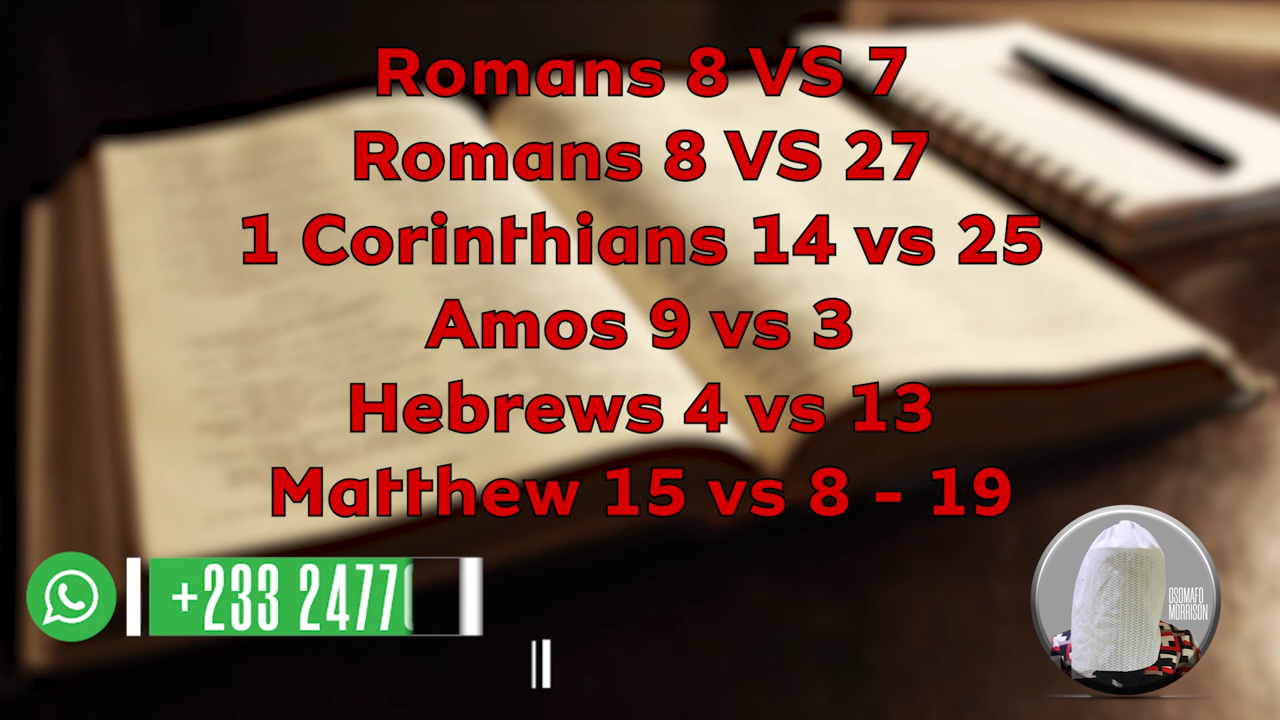 Romans 8 VS 7
Romans 8 VS 27
1 Corinthians 14 vs 25
Amos 9 vs 3
Hebrews 4 vs 13
Matthew 15 vs 8 - 19
+233 2477
OSOMAFO
MORRISON